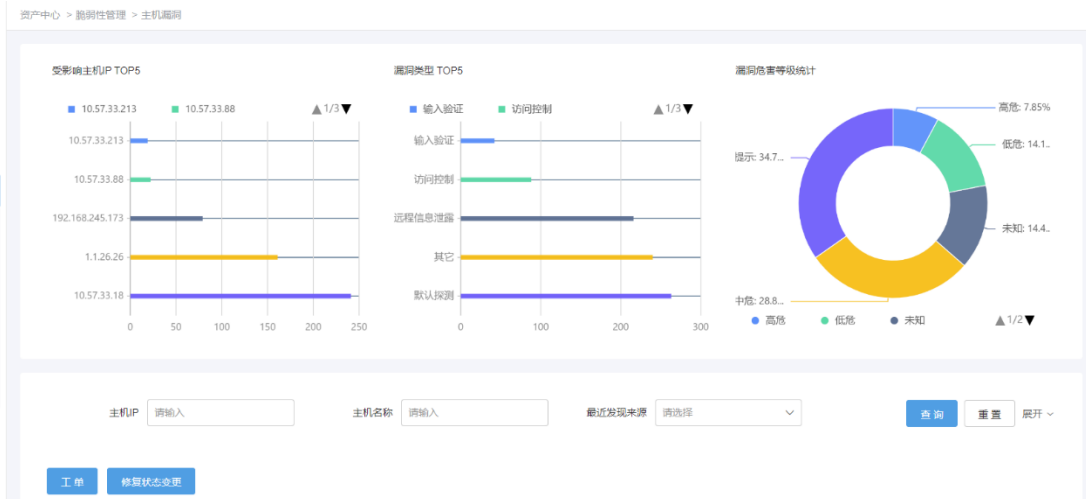 资产中心 > 脆弱性管理 > 主机漏洞
受影响主机IP TOP5
10.57.33.213
10.57.33.88
1/3
10.57.33.213
10.57.33.88
192.168.245.173
1.1.26.26
10.57.33.18
0 50 100 150 200 250
漏洞类型 TOP5
输入验证
访问控制
1/3
输入验证
访问控制
远程信息泄露
其它
默认探测
0 100 200 300
漏洞危害等级统计
高危: 7.85%
低危: 14.1...
提示: 34.7...
未知: 14.4...
中危: 28.8...
高危
低危
未知
1/2
主机IP 请输入 主机名称 请输入 最近发现来源 请选择 查询 重置 展开
工单 修复状态变更